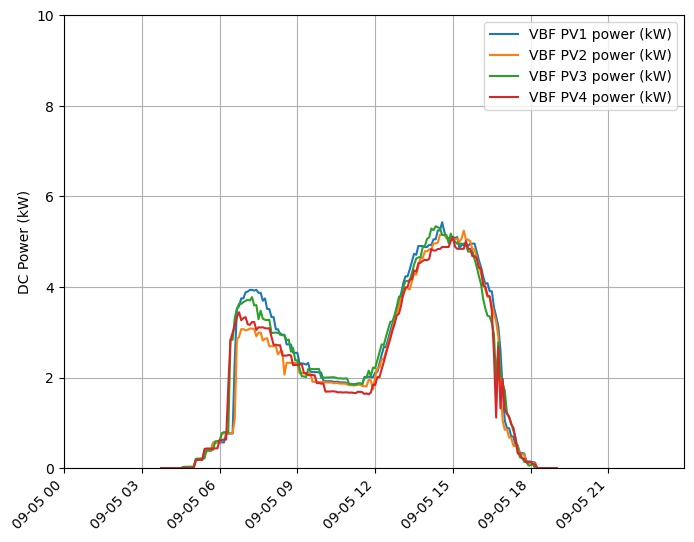 10
8
6
4
2
0
DC Power (kW)
VBF PV1 power (kW)
VBF PV2 power (kW)
VBF PV3 power (kW)
VBF PV4 power (kW)
09-05 00
09-05 03
09-05 06
09-05 09
09-05 12
09-05 15
09-05 18
09-05 21